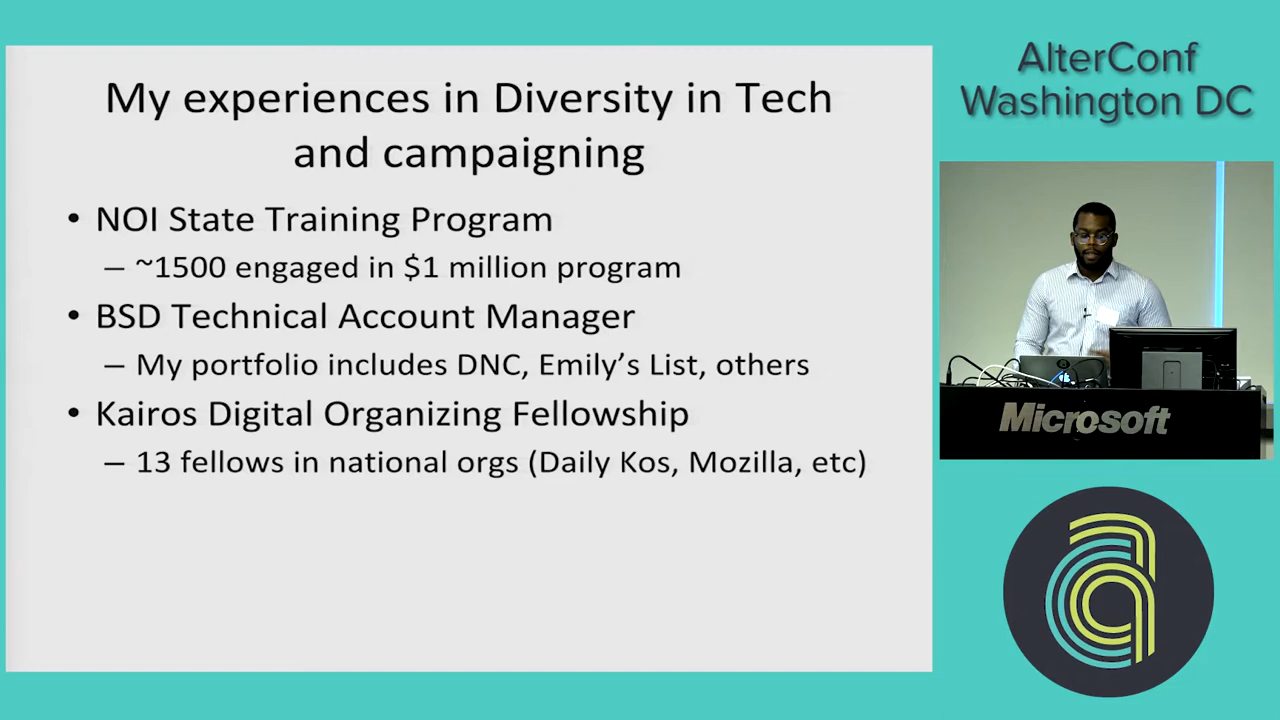 My experiences in Diversity in Tech
and campaigning
• NOI State Training Program
– ~1500 engaged in $1 million program
• BSD Technical Account Manager
– My portfolio includes DNC, Emily’s List, others
• Kairos Digital Organizing Fellowship
– 13 fellows in national orgs (Daily Kos, Mozilla, etc)
AlterConf
Washington DC
Microsoft